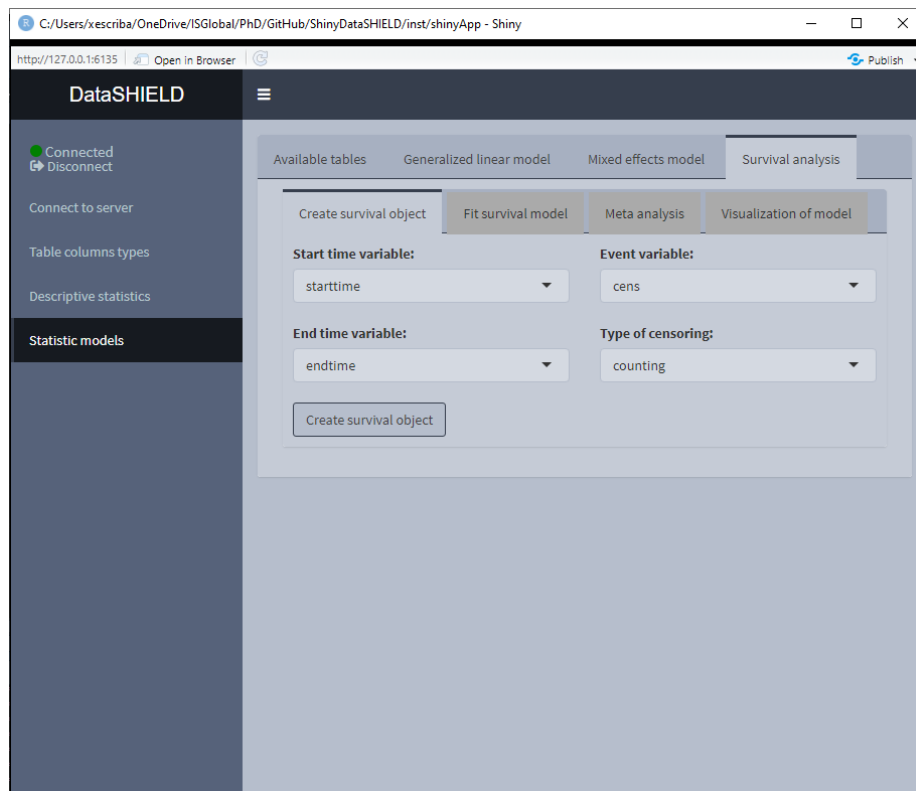 C:/Users/xescriba/OneDrive/ISGlobal/PhD/GitHub/ShinyDataSHIELD/inst/shinyApp - Shiny
http://127.0.0.1:6135 Open in Browser Publish
DataSHIELD
Connected
Disconnect
Connect to server
Table columns types
Descriptive statistics
Statistic models
Available tables Generalized linear model Mixed effects model Survival analysis
Create survival object Fit survival model Meta analysis Visualization of model
Start time variable: Event variable:
starttime cens
End time variable: Type of censoring:
endtime counting
Create survival object